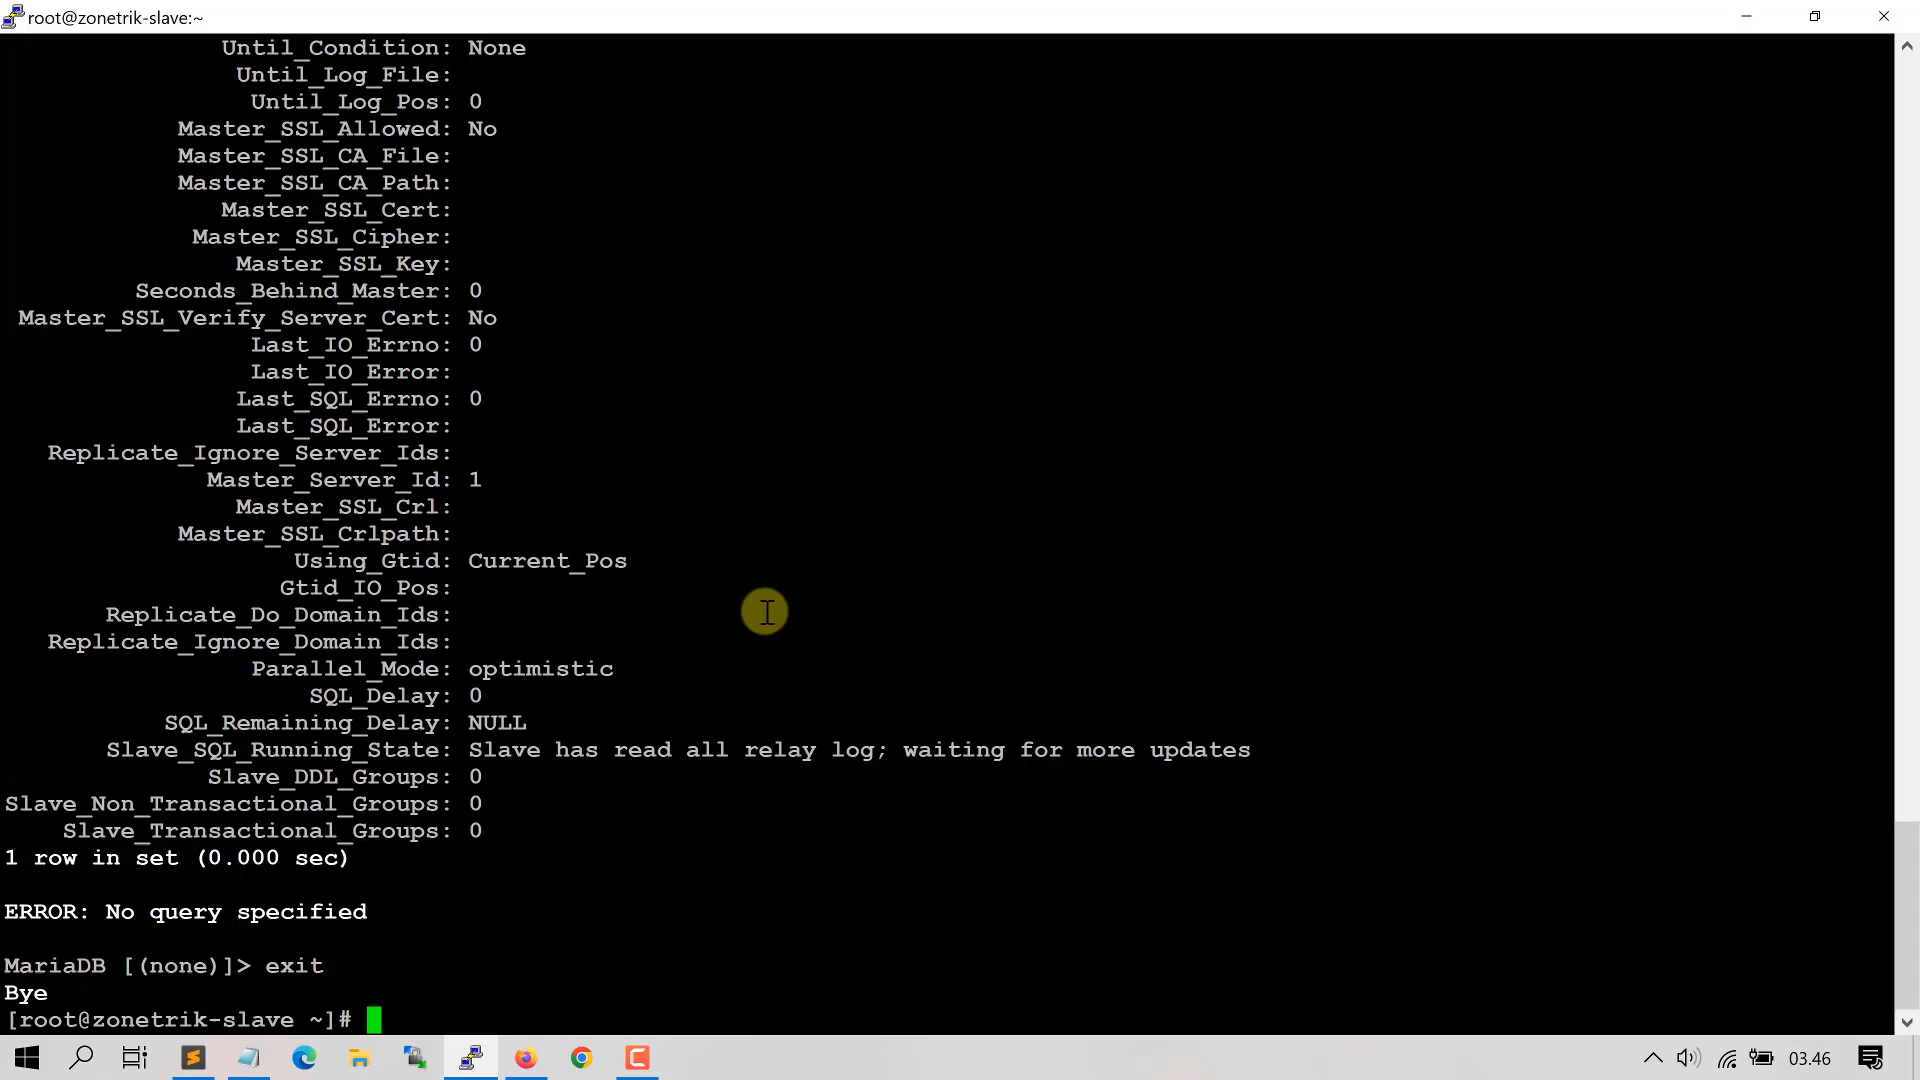 root@zonetrik-slave:~
Until_Condition: None
Until_Log_File:
Until_Log_Pos: 0
Master_SSL_Allowed: No
Master_SSL_CA_File:
Master_SSL_CA_Path:
Master_SSL_Cert:
Master_SSL_Cipher:
Master_SSL_Key:
Seconds_Behind_Master: 0
Master_SSL_Verify_Server_Cert: No
Last_IO_Errno: 0
Last_IO_Error:
Last_SQL_Errno: 0
Last_SQL_Error:
Replicate_Ignore_Server_Ids:
Master_Server_Id: 1
Master_SSL_Crl:
Master_SSL_Crlpath:
Using_Gtid: Current_Pos
Gtid_IO_Pos:
Replicate_Do_Domain_Ids:
Replicate_Ignore_Domain_Ids:
Parallel_Mode: optimistic
SQL_Delay: 0
SQL_Remaining_Delay: NULL
Slave_SQL_Running_State: Slave has read all relay log; waiting for more updates
Slave_DDL_Groups: 0
Slave_Non_Transactional_Groups: 0
Slave_Transactional_Groups: 0
1 row in set (0.000 sec)
ERROR: No query specified
MariaDB [(none)]> exit
Bye
[root@zonetrik-slave ~]#
03.46